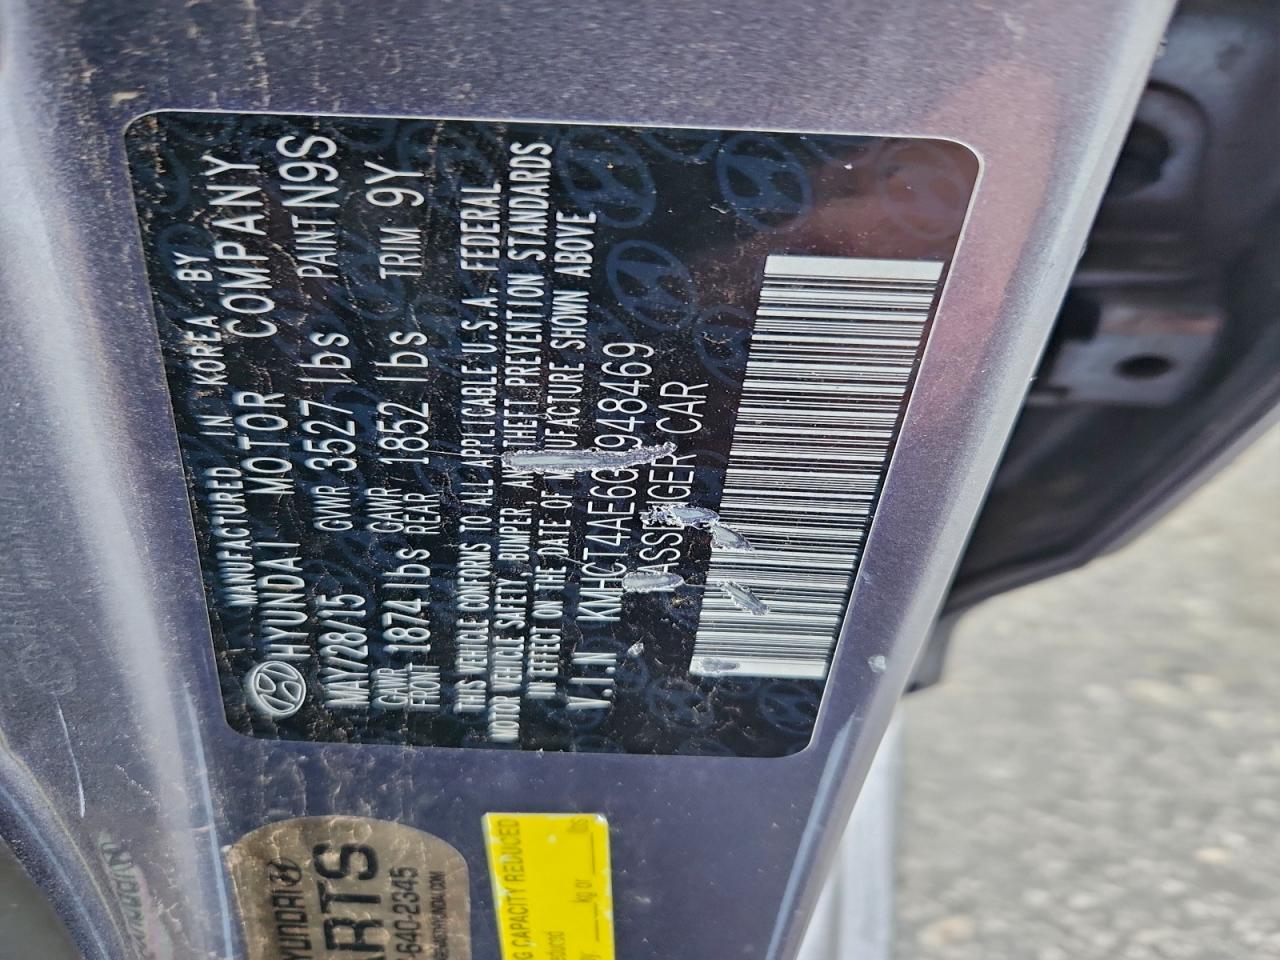 MANUFACTURED IN KOREA BY
HYUNDAI MOTOR COMPANY
MAY/28/15 GVWR 3527 lbs PAINT N9S
GAWR FRONT 1874 lbs GAWR REAR 1852 lbs TRIM 9Y
THIS VEHICLE CONFORMS TO ALL APPLICABLE U.S.A. FEDERAL
MOTOR VEHICLE SAFETY, BUMPER, AND THEFT PREVENTION STANDARDS
IN EFFECT ON THE DATE OF MANUFACTURE SHOWN ABOVE
V.I.N KMHCT4AE6G 948469
PASSENGER CAR
HYUNDAI
PARTS
-640-2345
G CAPACITY REDUCED
kg or lbs